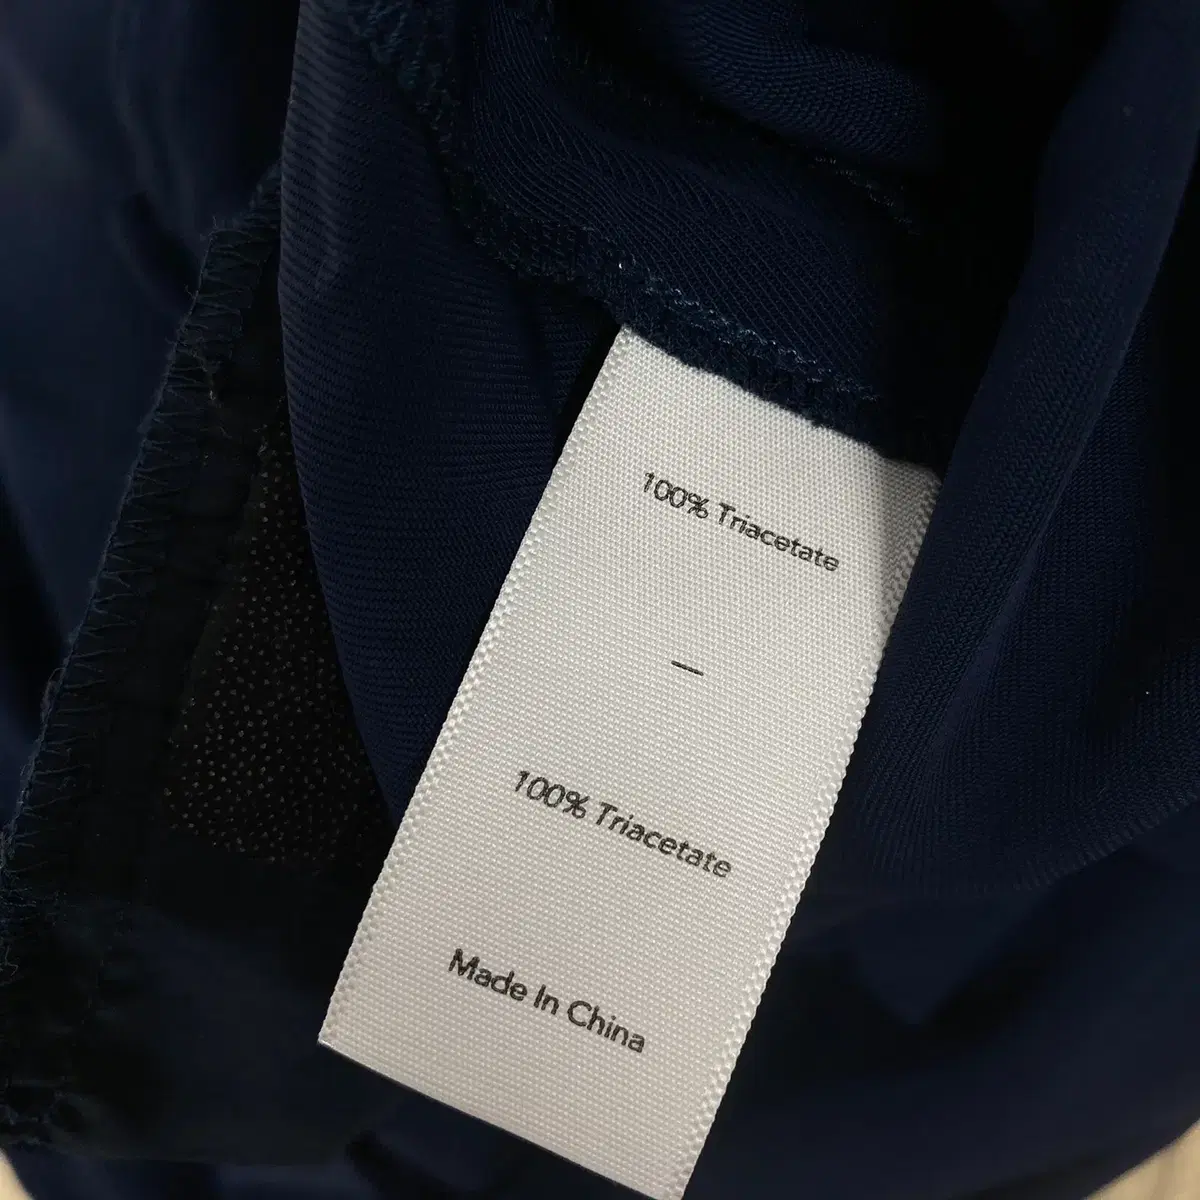 100% Triacetate
—
100% Triacetate
Made In China